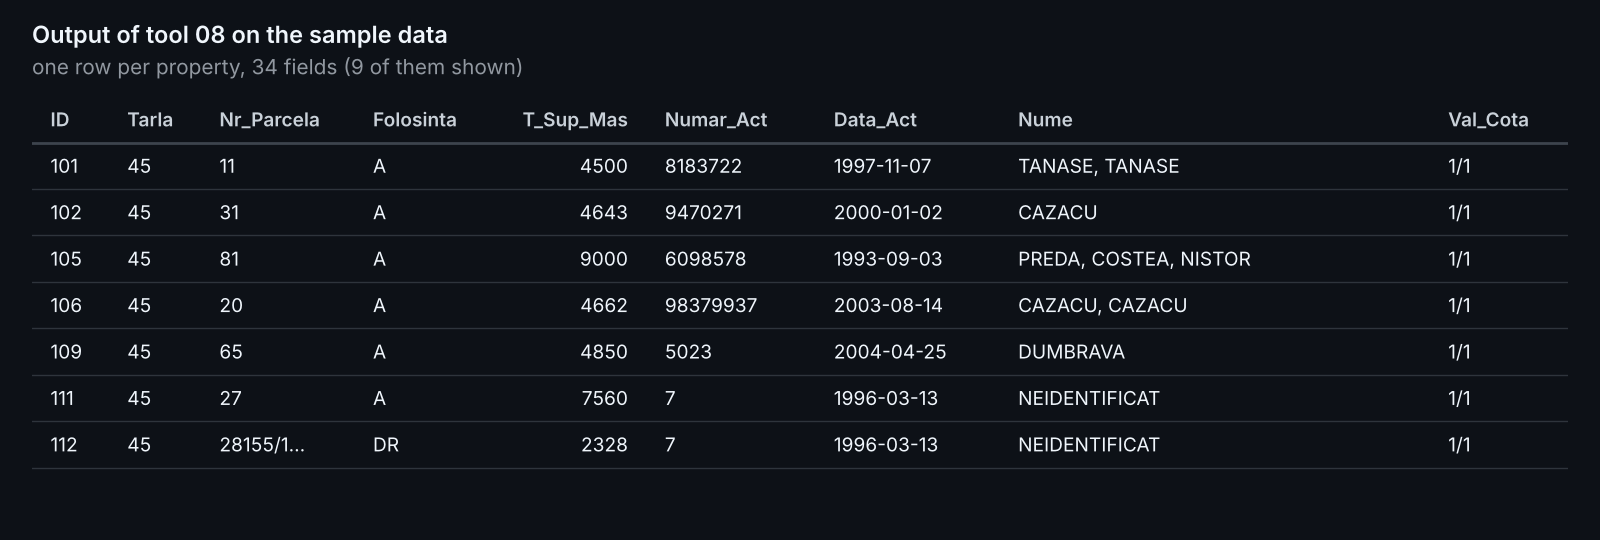 Output of tool 08 on the sample data
one row per property, 34 fields (9 of them shown)
ID Tarla Nr_Parcela Folosinta T_Sup_Mas Numar_Act Data_Act Nume Val_Cota
101 45 11 A 4500 8183722 1997-11-07 TANASE, TANASE 1/1
102 45 31 A 4643 9470271 2000-01-02 CAZACU 1/1
105 45 81 A 9000 6098578 1993-09-03 PREDA, COSTEA, NISTOR 1/1
106 45 20 A 4662 98379937 2003-08-14 CAZACU, CAZACU 1/1
109 45 65 A 4850 5023 2004-04-25 DUMBRAVA 1/1
111 45 27 A 7560 7 1996-03-13 NEIDENTIFICAT 1/1
112 45 28155/1... DR 2328 7 1996-03-13 NEIDENTIFICAT 1/1